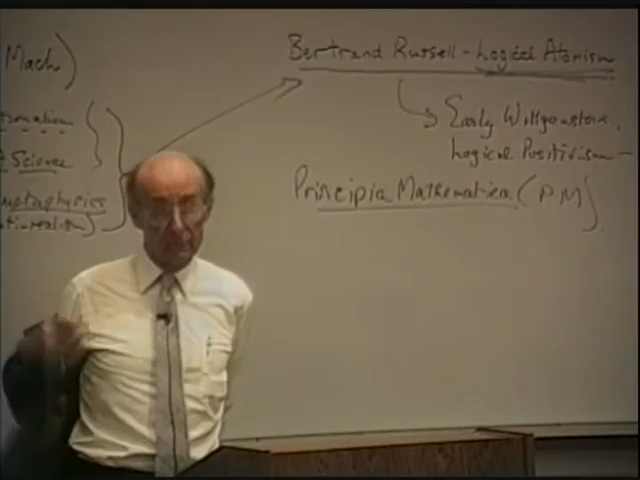 Mach)
Science
Bertrand Russell - Logical Atomism
Early Wittgenstein.
Logical Positivism -
Principia Mathematica (PM).